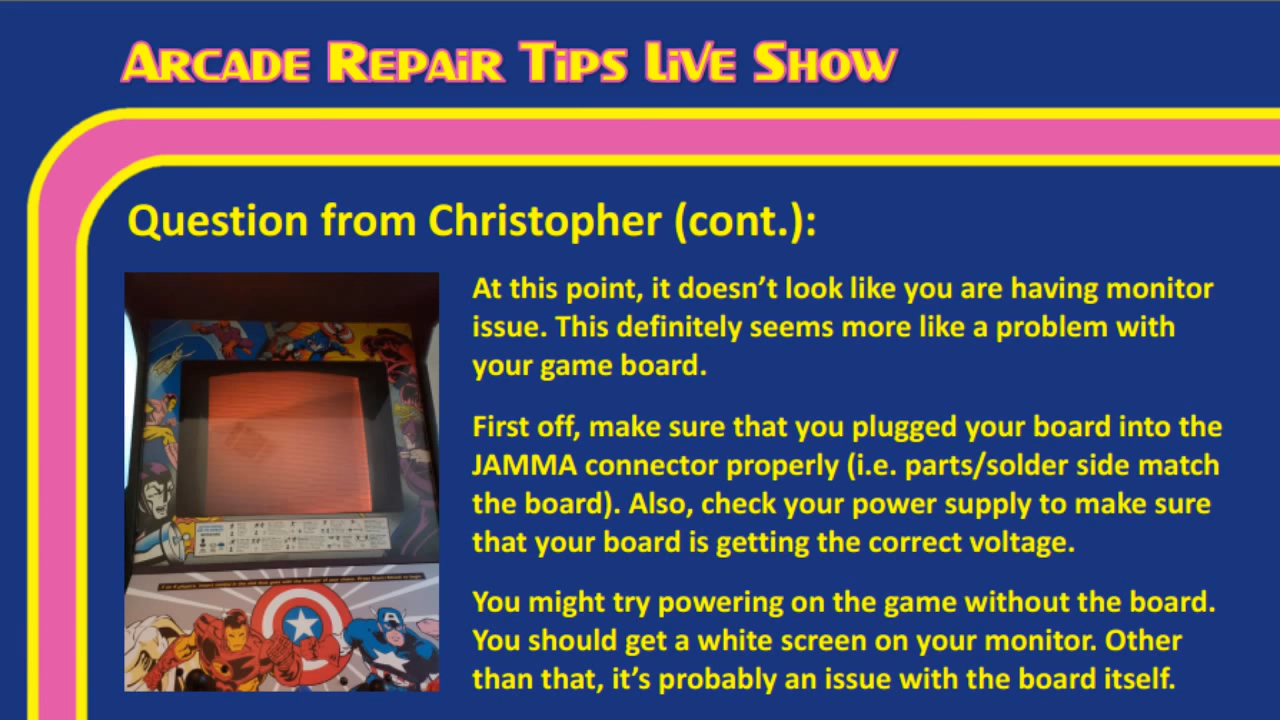 Arcade Repair Tips Live Show
Question from Christopher (cont.):
At this point, it doesn’t look like you are having monitor
issue. This definitely seems more like a problem with
your game board.
First off, make sure that you plugged your board into the
JAMMA connector properly (i.e. parts/solder side match
the board). Also, check your power supply to make sure
that your board is getting the correct voltage.
You might try powering on the game without the board.
You should get a white screen on your monitor. Other
than that, it’s probably an issue with the board itself.